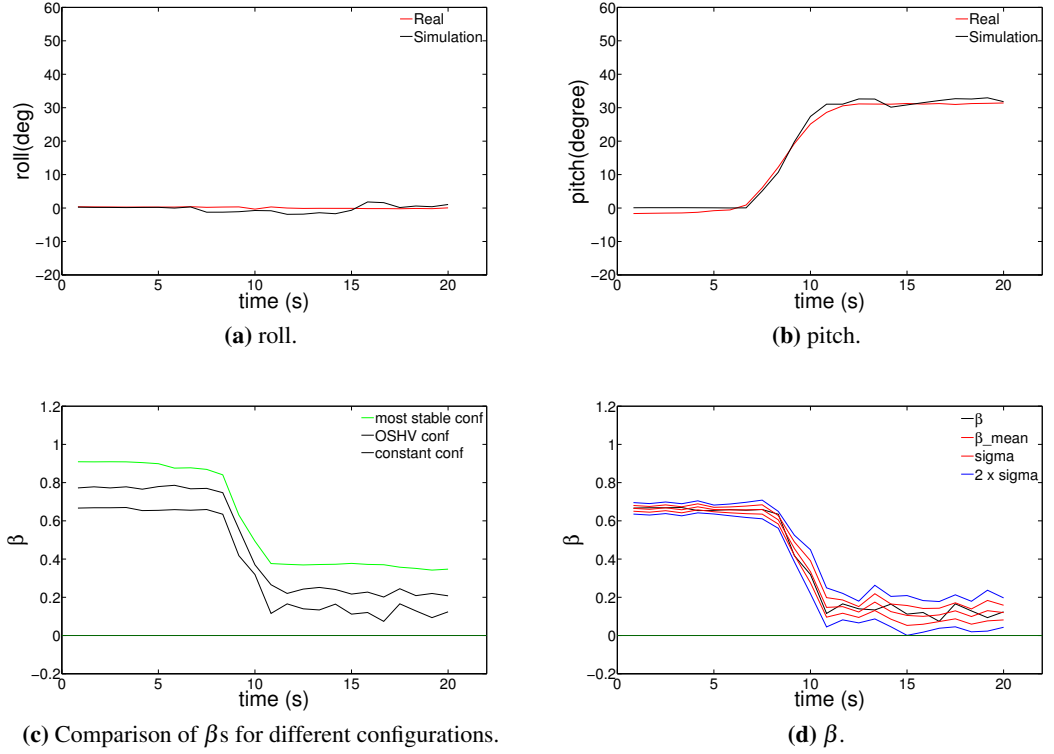 60
50
40
30
20
10
0
−10
−20
0
5
10
15
20
roll(deg)
time (s)
Real
Simulation
(a) roll.
60
50
40
30
20
10
0
−10
−20
0
5
10
15
20
pitch(degree)
time (s)
Real
Simulation
(b) pitch.
1.2
1
0.8
0.6
0.4
0.2
0
−0.2
0
5
10
15
20
β
time (s)
most stable conf
OSHV conf
constant conf
(c) Comparison of βs for different configurations.
1.2
1
0.8
0.6
0.4
0.2
0
−0.2
0
5
10
15
20
β
time (s)
β
β_mean
sigma
2 x sigma
(d) β.